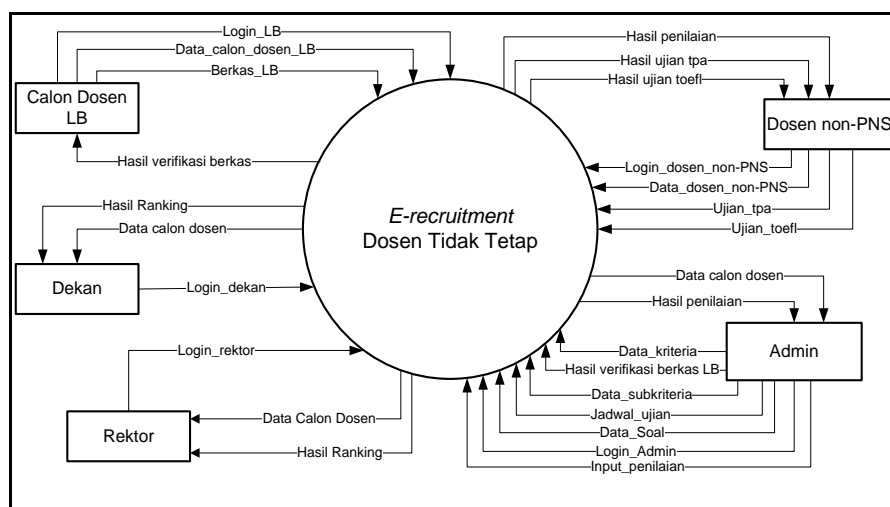 Login_LB
Data_calon_dosen_LB
Berkas_LB
Calon Dosen
LB
Hasil verifikasi berkas
Hasil Ranking
Data calon dosen
Dekan
Login_dekan
Login_rektor
Rektor
Data Calon Dosen
Hasil Ranking
E-recruitment
Dosen Tidak Tetap
Hasil penilaian
Hasil ujian tpa
Hasil ujian toefl
Dosen non-PNS
Login_dosen_non-PNS
Data_dosen_non-PNS
Ujian_tpa
Ujian_toefl
Data calon dosen
Hasil penilaian
Admin
Data_kriteria
Hasil verifikasi berkas LB
Data_subkriteria
Jadwal_ujian
Data_Soal
Login_Admin
Input_penilaian